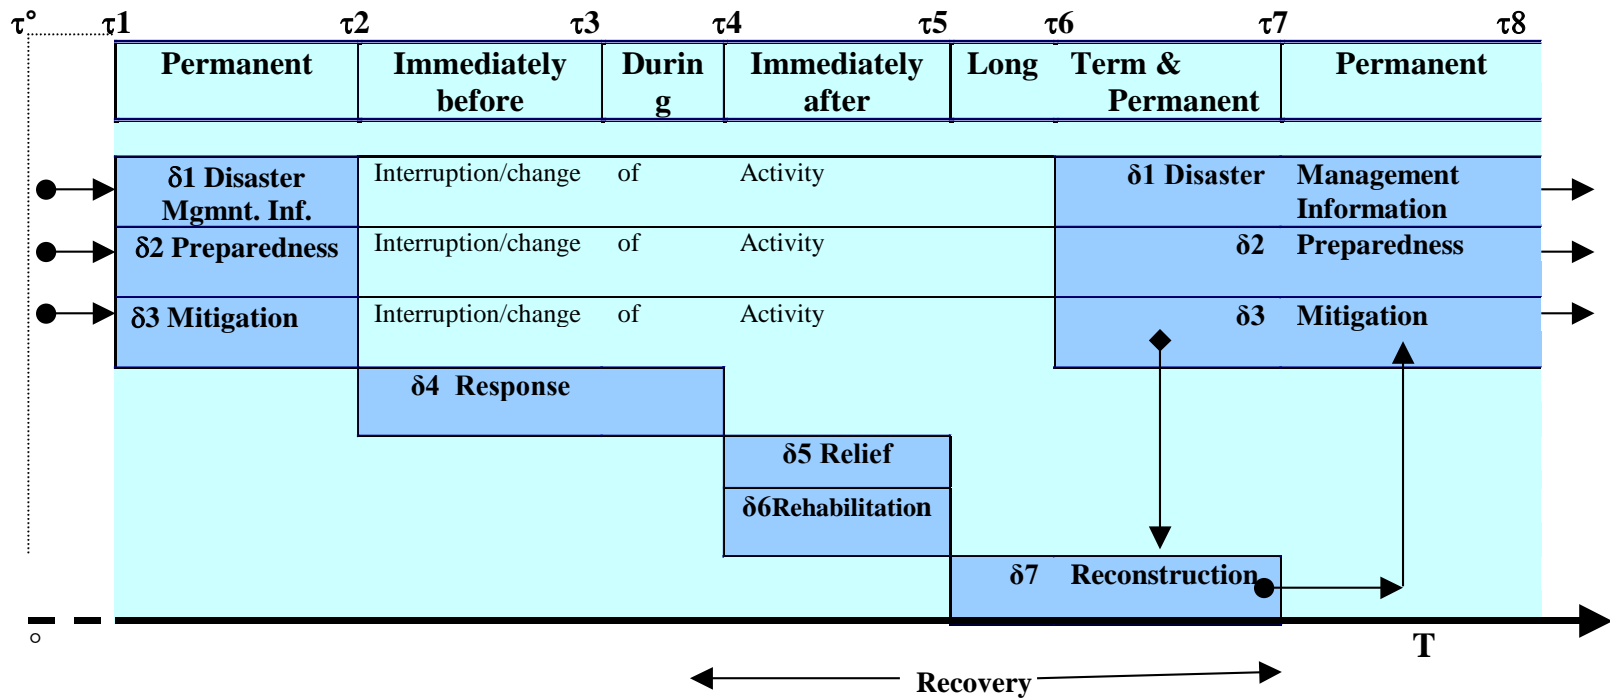 τ° τ1 τ2 τ3 τ4 τ5 τ6 τ7 τ8
Permanent Immediately Durin Immediately Long Term & Permanent
before g after Permanent
δ1 Disaster Interruption/change of Activity δ1 Disaster Management
Mgmnt. Inf. Information
δ2 Preparedness Interruption/change of Activity δ2 Preparedness
δ3 Mitigation Interruption/change of Activity δ3 Mitigation
δ4 Response
δ5 Relief
δ6Rehabilitation
δ7 Reconstruction
° T
Recovery